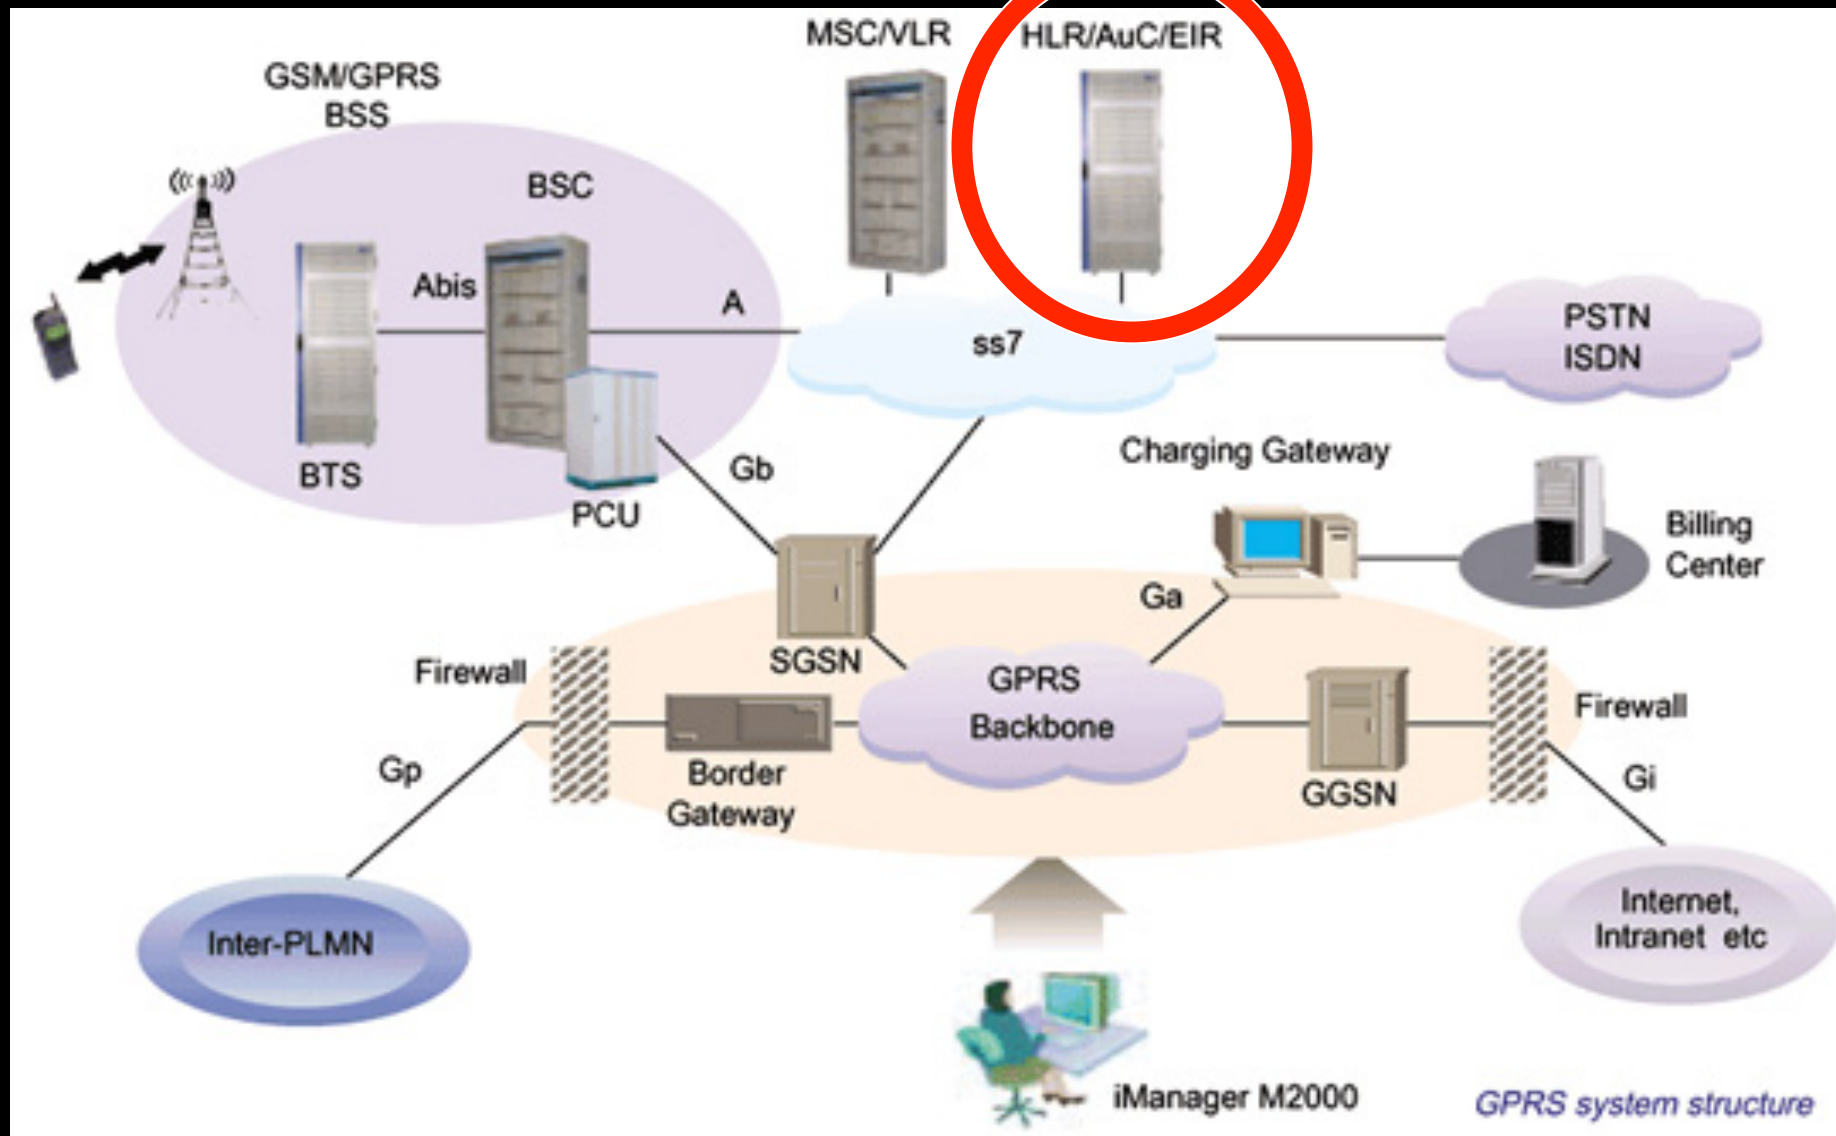 MSC/VLR
HLR/AuC/EIR
GSM/GPRS
BSS
BSC
Abis
A
ss7
PSTN
ISDN
BTS
PCU
Gb
Charging Gateway
Billing
Center
Ga
SGSN
Firewall
GPRS
Backbone
Firewall
Gp
Border
Gateway
GGSN
Gi
Inter-PLMN
Internet,
Intranet etc
iManager M2000
GPRS system structure